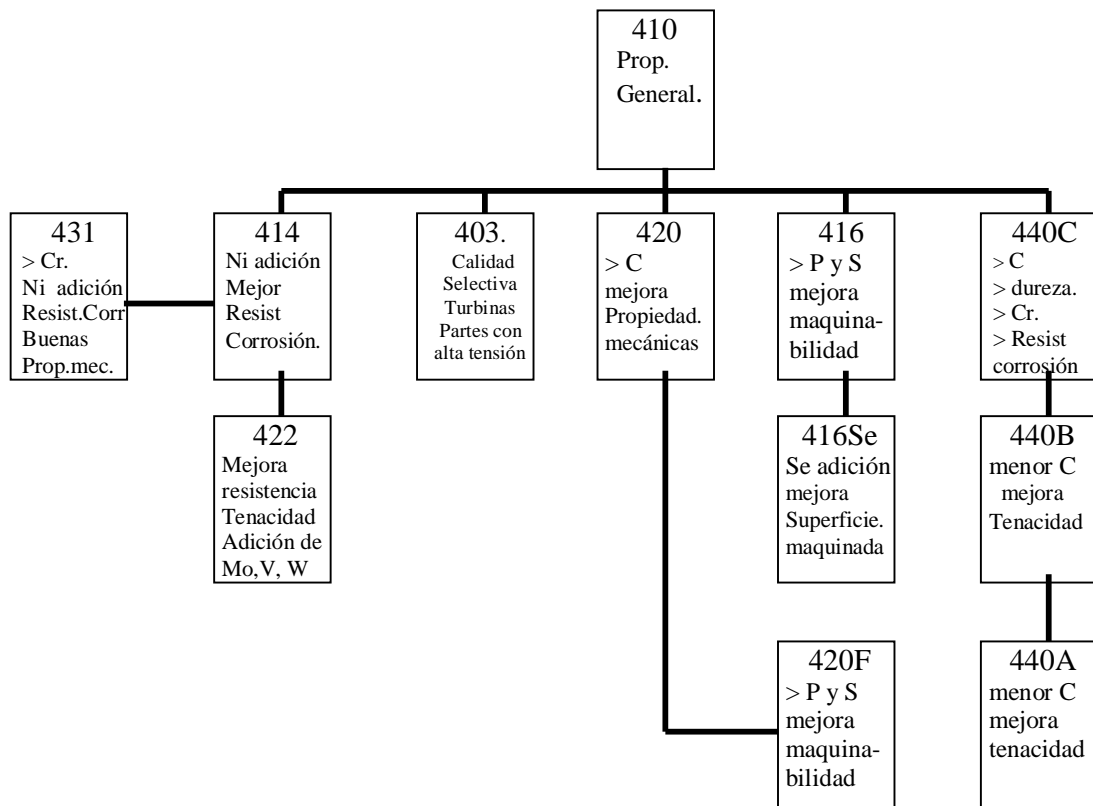 410
Prop.
General.
431
> Cr.
Ni adición
Resist.Corr
Buenas
Prop.mec.
414
Ni adición
Mejor
Resist
Corrosión.
403.
Calidad
Selectiva
Turbinas
Partes con
alta tensión
420
> C
mejora
Propiedad.
mecánicas
416
> P y S
mejora
maquina-
bilidad
440C
> C
> dureza.
> Cr.
> Resist
corrosión
422
Mejora
resistencia
Tenacidad
Adición de
Mo,V, W
416Se
Se adición
mejora
Superficie.
maquinada
440B
menor C
mejora
Tenacidad
420F
> P y S
mejora
maquina-
bilidad
440A
menor C
mejora
tenacidad